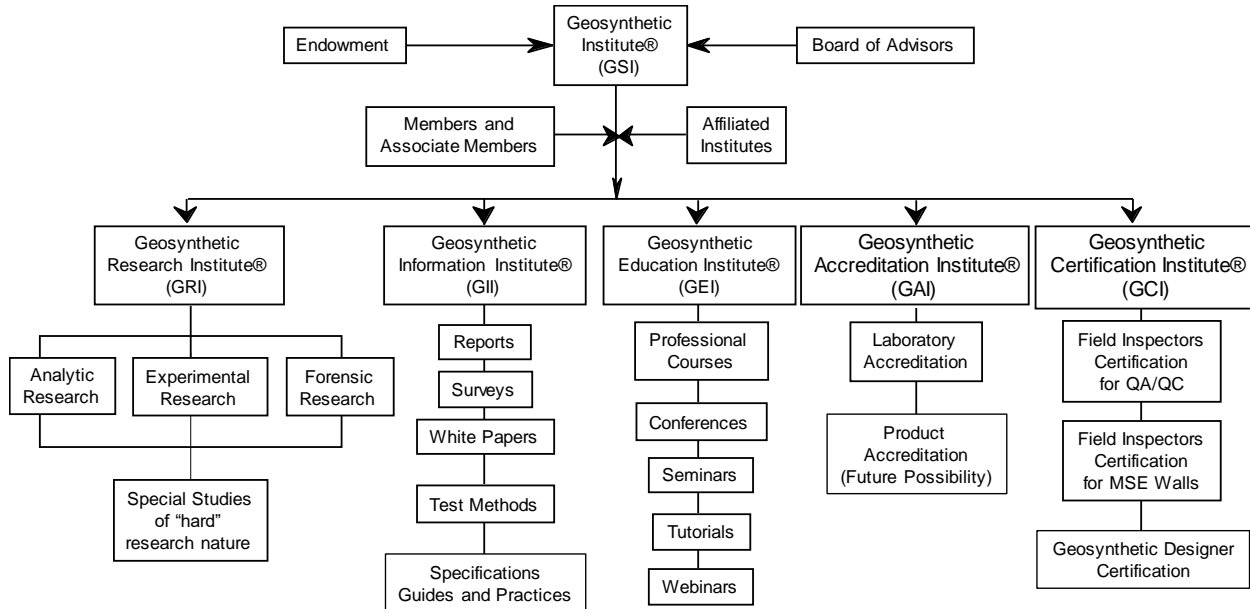 Endowment
Geosynthetic
Institute®
(GSI)
Board of Advisors
Members and
Associate Members
Affiliated
Institutes
Geosynthetic
Research Institute®
(GRI)
Geosynthetic
Information Institute®
(GII)
Geosynthetic
Education Institute®
(GEI)
Geosynthetic
Accreditation Institute®
(GAI)
Geosynthetic
Certification Institute®
(GCI)
Analytic
Research
Experimental
Research
Forensic
Research
Special Studies
of “hard”
research nature
Reports
Surveys
White Papers
Test Methods
Specifications
Guides and Practices
Professional
Courses
Conferences
Seminars
Tutorials
Webinars
Laboratory
Accreditation
Product
Accreditation
(Future Possibility)
Field Inspectors
Certification
for QA/QC
Field Inspectors
Certification
for MSE Walls
Geosynthetic Designer
Certification